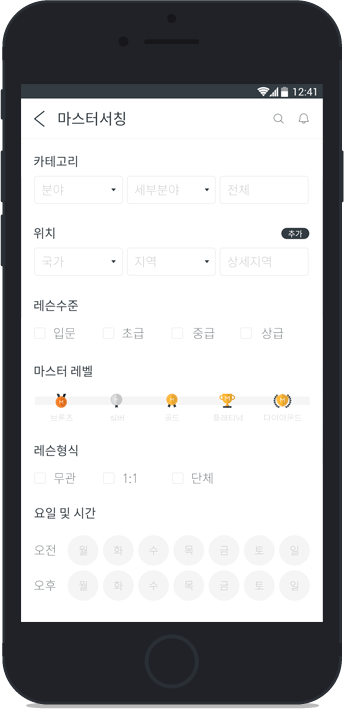 12:41
마스터서칭
카테고리
분야 세부분야 전체
위치 추가
국가 지역 상세지역
레슨수준
입문 초급 중급 상급
마스터 레벨
브론즈 실버 골드 플래티넘 다이아몬드
레슨형식
무관 1:1 단체
요일 및 시간
오전 월 화 수 목 금 토 일
오후 월 화 수 목 금 토 일